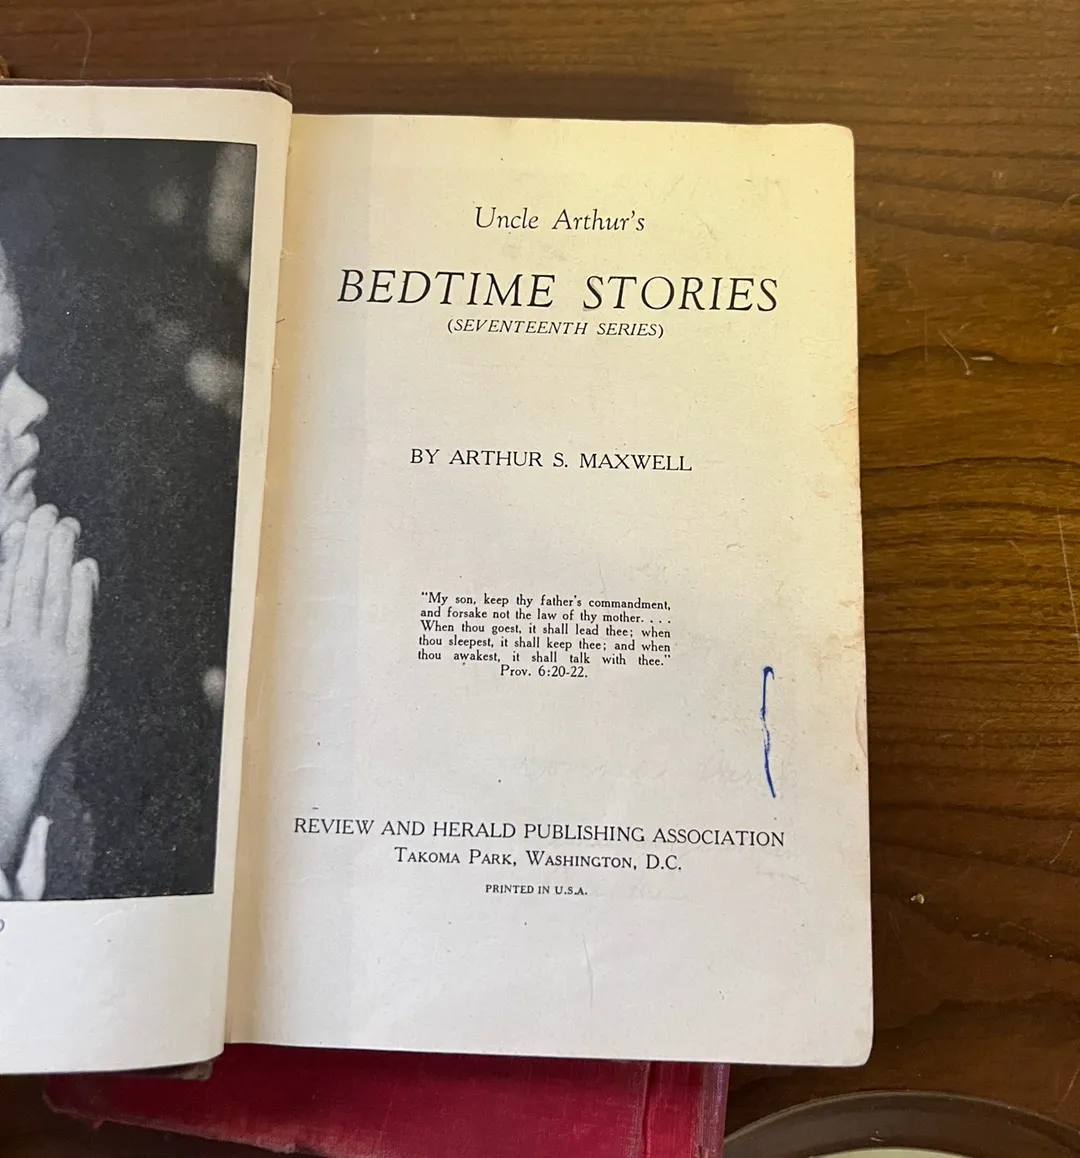 Uncle Arthur's
BEDTIME STORIES
(SEVENTEENTH SERIES)
BY ARTHUR S. MAXWELL
"My son, keep thy father's commandment,
and forsake not the law of thy mother. . . .
When thou goest, it shall lead thee; when
thou sleepest, it shall keep thee; and when
thou awakest, it shall talk with thee."
Prov. 6:20-22.
REVIEW AND HERALD PUBLISHING ASSOCIATION
TAKOMA PARK, WASHINGTON, D.C.
PRINTED IN U.S.A.